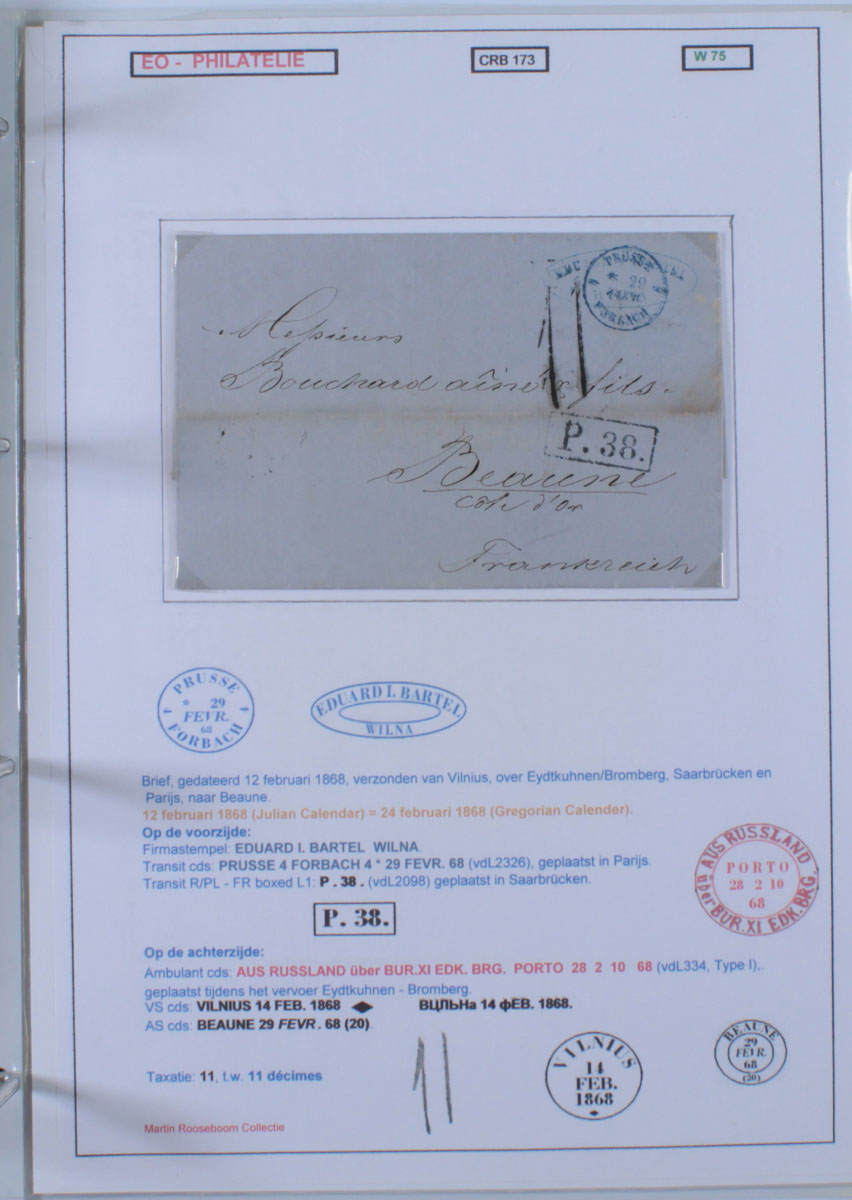 EO - PHILATELIE
CRB 173
W 75
PRUSSE
* 29
FORBACH
Messieurs
Bouchard aîné & fils.
P. 38.
Beaune
Côte d'Or
Frankreich
PRUSSE
4 * 29 4
FEVR.
68
FORBACH
EDUARD I. BARTEL
WILNA
Brief, gedateerd 12 februari 1868, verzonden van Vilnius, over Eydtkuhnen/Bromberg, Saarbrücken en
Parijs, naar Beaune.
12 februari 1868 (Julian Calendar) = 24 februari 1868 (Gregorian Calender).
Op de voorzijde:
Firmastempel: EDUARD I. BARTEL WILNA.
Transit cds: PRUSSE 4 FORBACH 4 * 29 FEVR. 68 (vdL2326), geplaatst in Parijs.
Transit R/PL - FR boxed L1: P . 38 . (vdL2098) geplaatst in Saarbrücken.
AUS RUSSLAND
PORTO
28 2 10
68
über BUR.XI EDK.BRG.
P. 38.
Op de achterzijde:
Ambulant cds: AUS RUSSLAND über BUR.XI EDK. BRG. PORTO 28 2 10 68 (vdL334, Type I),.
geplaatst tijdens het vervoer Eydtkuhnen - Bromberg.
VS cds: VILNIUS 14 FEB. 1868 ◆ ВЦЛЬНа 14 фЕВ. 1868.
AS cds: BEAUNE 29 FEVR . 68 (20)
Taxatie: 11, t.w. 11 décimes
11
VILNIUS
14
FEB.
1868
BEAUNE
29
FEVR.
68
(20)
Martin Rooseboom Collectie